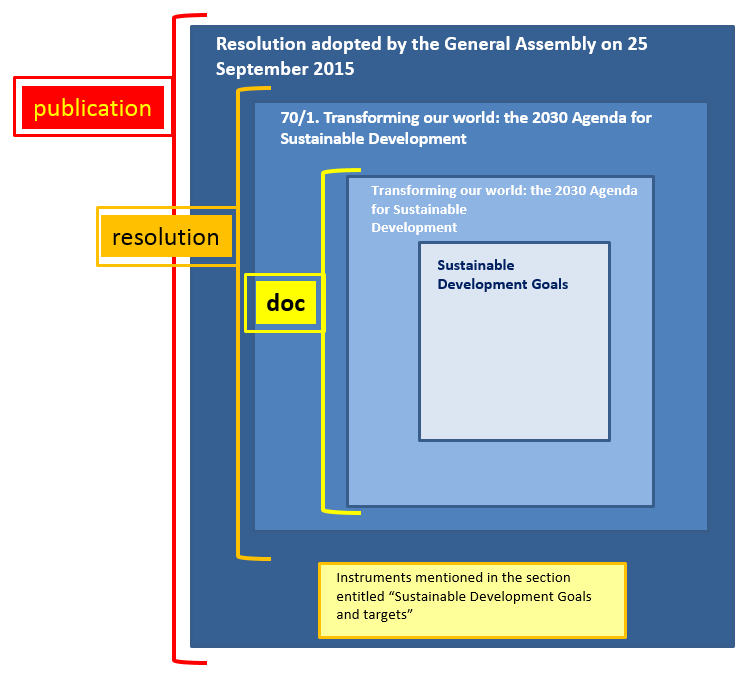 Resolution adopted by the General Assembly on 25
September 2015
publication
70/1. Transforming our world: the 2030 Agenda for
Sustainable Development
Transforming our world: the 2030 Agenda
for Sustainable
Development
resolution
Sustainable
Development Goals
doc
Instruments mentioned in the section
entitled “Sustainable Development Goals
and targets”